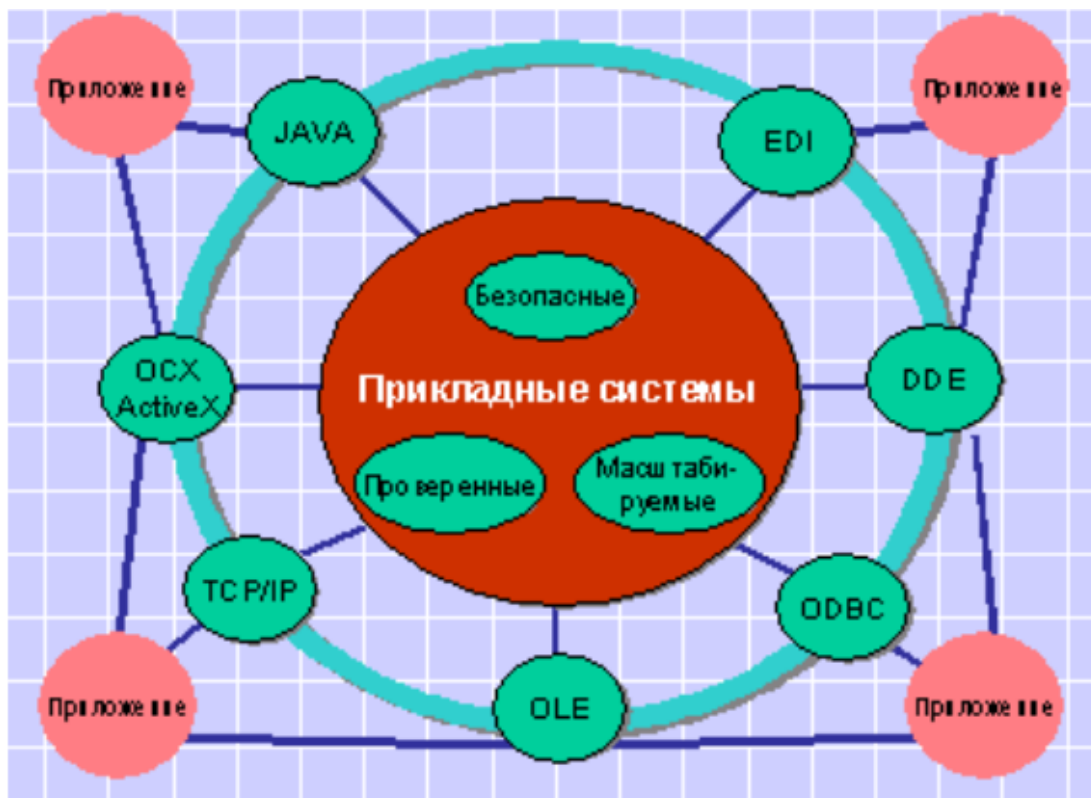 Приложение
Приложение
JAVA
EDI
Безопасные
OCX
ActiveX
Прикладные системы
DDE
Проверенные
Масштаби-
руемые
TCP/IP
ODBC
Приложение
OLE
Приложение